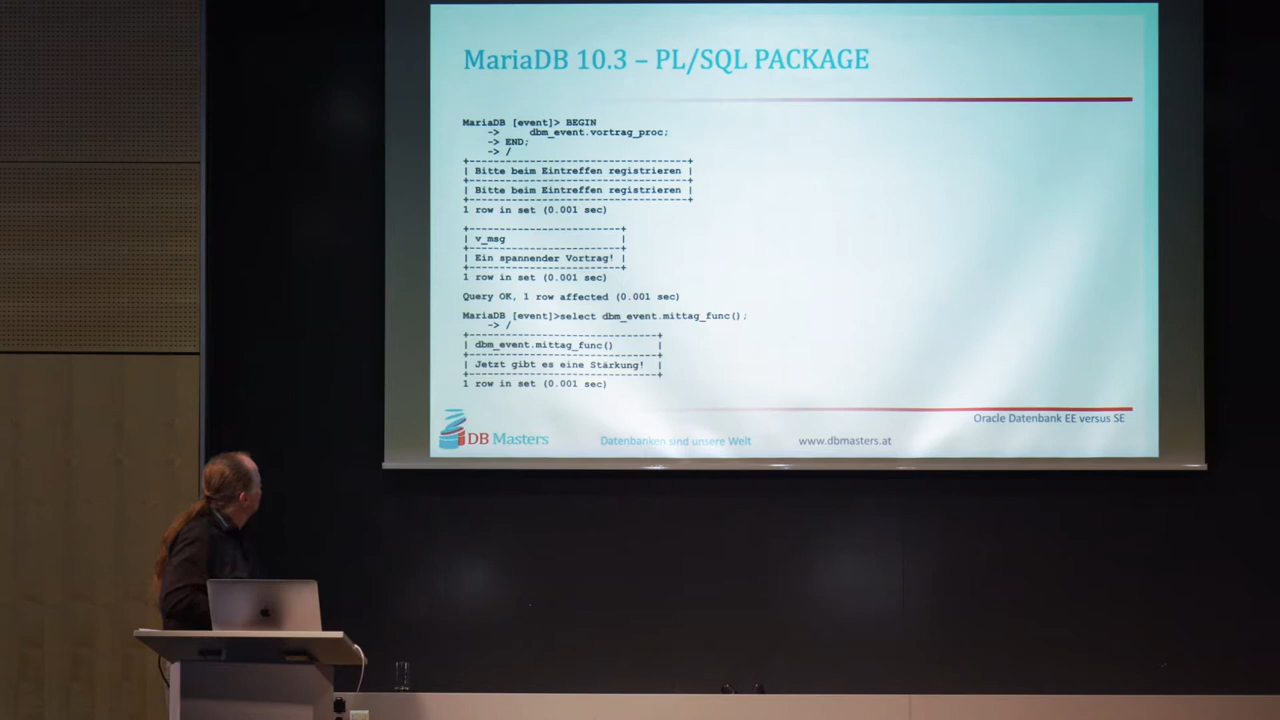 MariaDB 10.3 – PL/SQL PACKAGE
MariaDB [event]> BEGIN
-> dbm_event.vortrag_proc;
-> END;
-> /
+---------------------------------+
| Bitte beim Eintreffen registrieren |
+---------------------------------+
| Bitte beim Eintreffen registrieren |
+---------------------------------+
1 row in set (0.001 sec)
+-----------------------+
| v_msg |
+-----------------------+
| Ein spannender Vortrag! |
+-----------------------+
1 row in set (0.001 sec)
Query OK, 1 row affected (0.001 sec)
MariaDB [event]>select dbm_event.mittag_func();
-> /
+----------------------------+
| dbm_event.mittag_func() |
+----------------------------+
| Jetzt gibt es eine Stärkung! |
+----------------------------+
1 row in set (0.001 sec)
Oracle Datenbank EE versus SE
DB Masters
Datenbanken sind unsere Welt
www.dbmasters.at